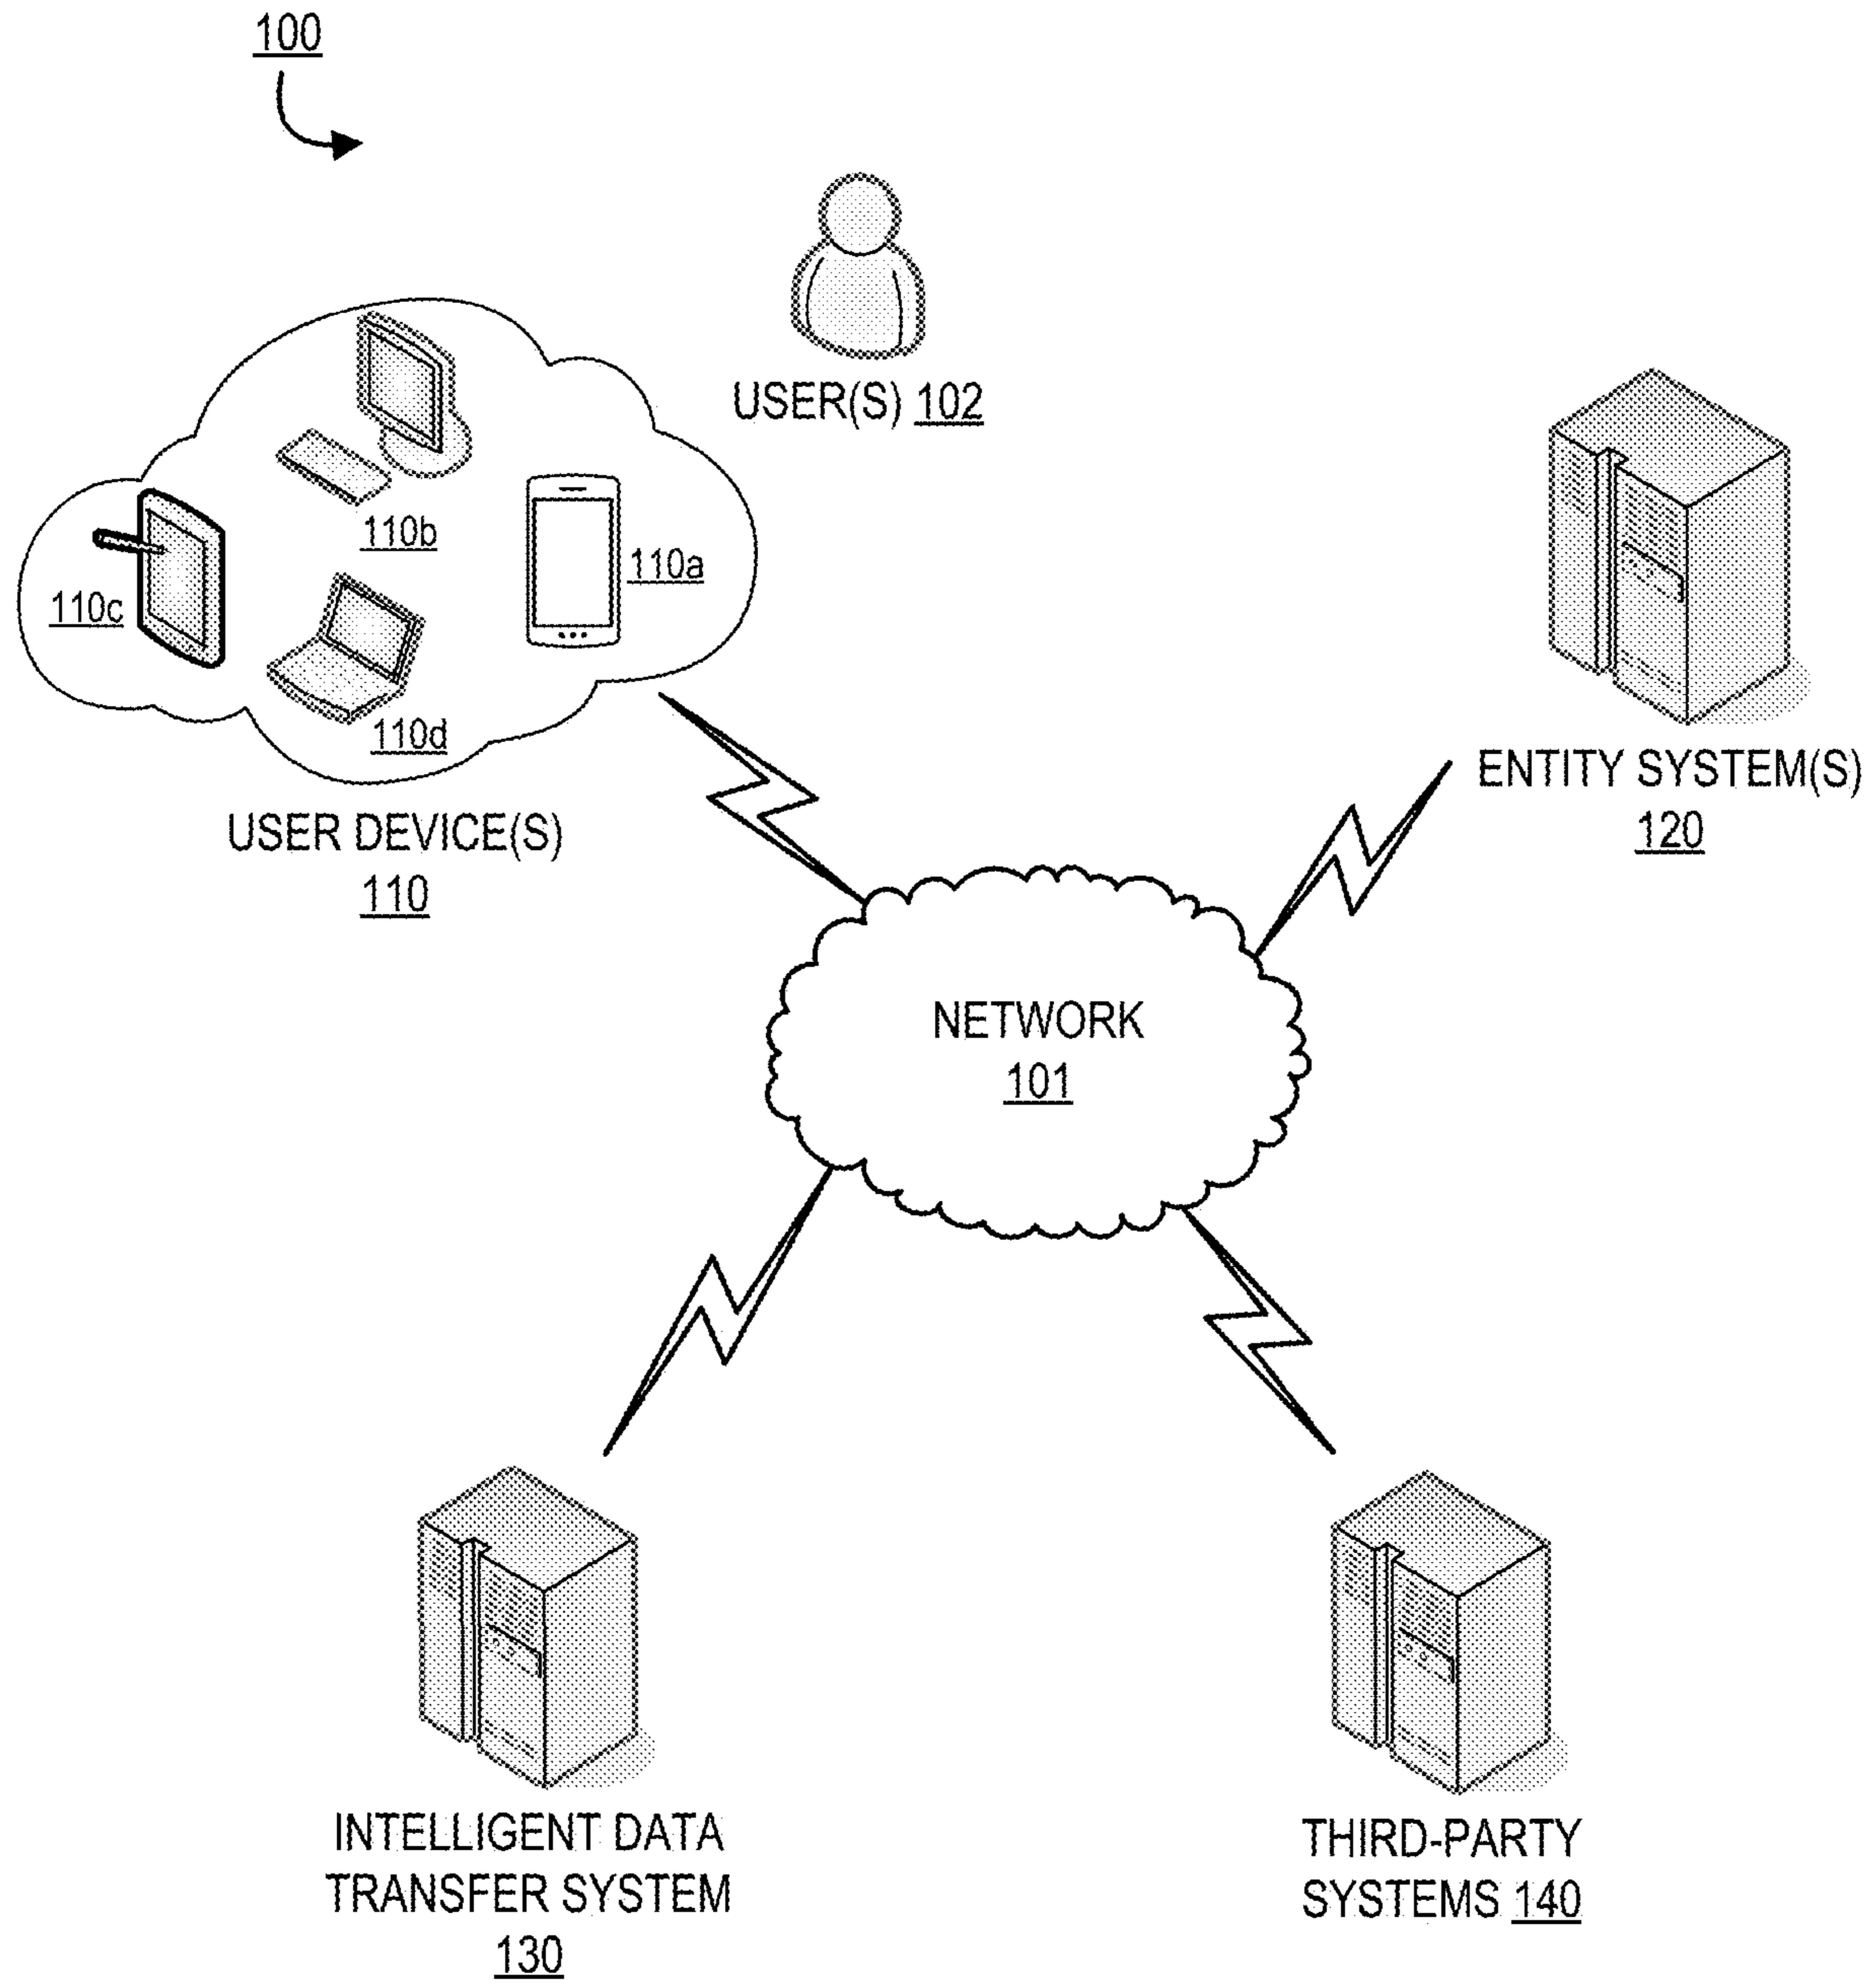 100
USER(S) 102
110b
110a
110c
110d
USER DEVICE(S)
110
ENTITY SYSTEM(S)
120
NETWORK
101
INTELLIGENT DATA
TRANSFER SYSTEM
130
THIRD-PARTY
SYSTEMS 140